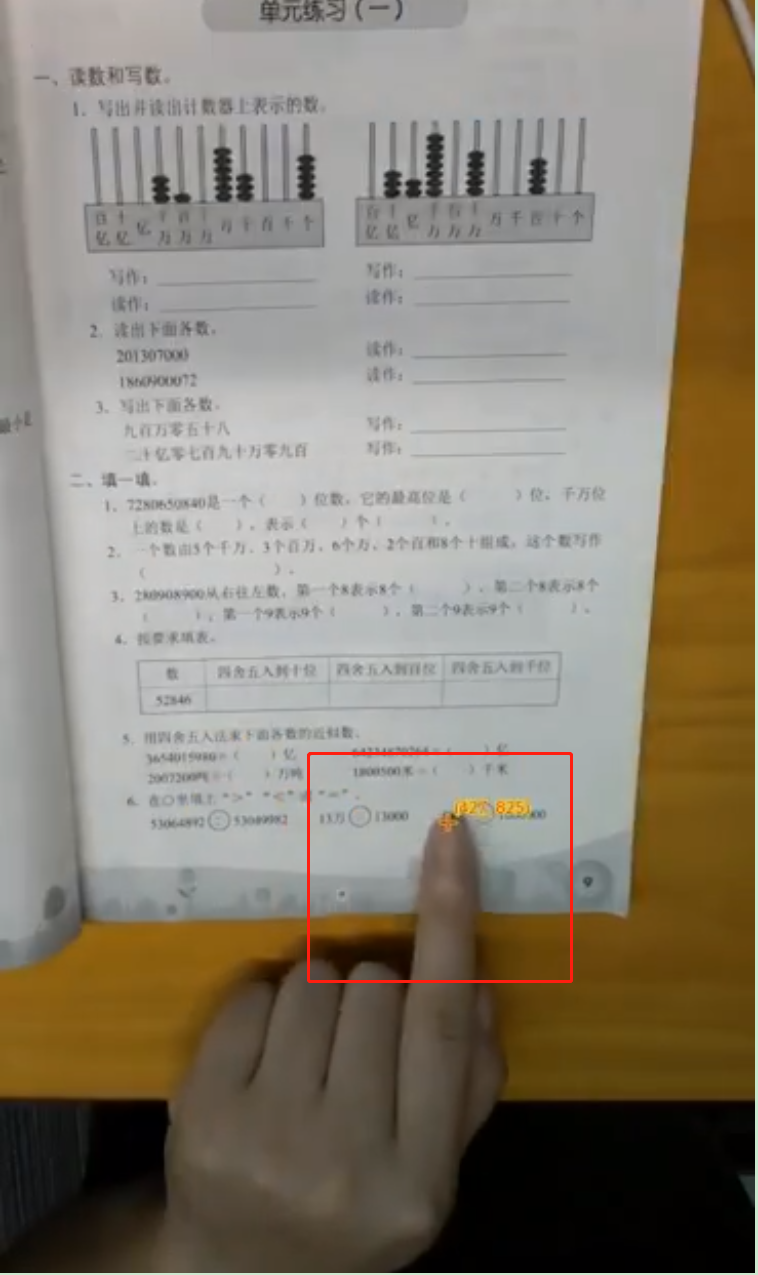 单元练习（一）
一、读数和写数。
1. 写出并读出计数器上表示的数。
百亿 十亿 亿 千万 百万 十万 万 千 百 十 个
百亿 十亿 亿 千万 百万 十万 万 千 百 十 个
写作： 写作：
读作： 读作：
2. 读出下面各数。
201307000 读作：
1860900072 读作：
3. 写出下面各数。
九百万零五十八 写作：
二十亿零七百九十万零九百 写作：
二、填一填。
1. 7280650840是一个（ ）位数，它的最高位是（ ）位，千万位
上的数是（ ），表示（ ）个（ ）。
2. 一个数由5个千万、3个百万、6个万、2个百和8个十组成，这个数写作
（ ）。
3. 280908900从右往左数，第一个8表示8个（ ），第二个8表示8个
（ ），第一个9表示9个（ ），第二个9表示9个（ ）。
4. 按要求填表。
数 四舍五入到十位 四舍五入到百位 四舍五入到千位
52846
5. 用四舍五入法求下面各数的近似数。
3654015980≈（ ）亿 ≈（ ）亿
2007200吨≈（ ）万吨 1800500米≈（ ）千米
6. 在○里填上“>”“<”或“=”。
53064892 53049982 13万 13000
(427, 825)
9